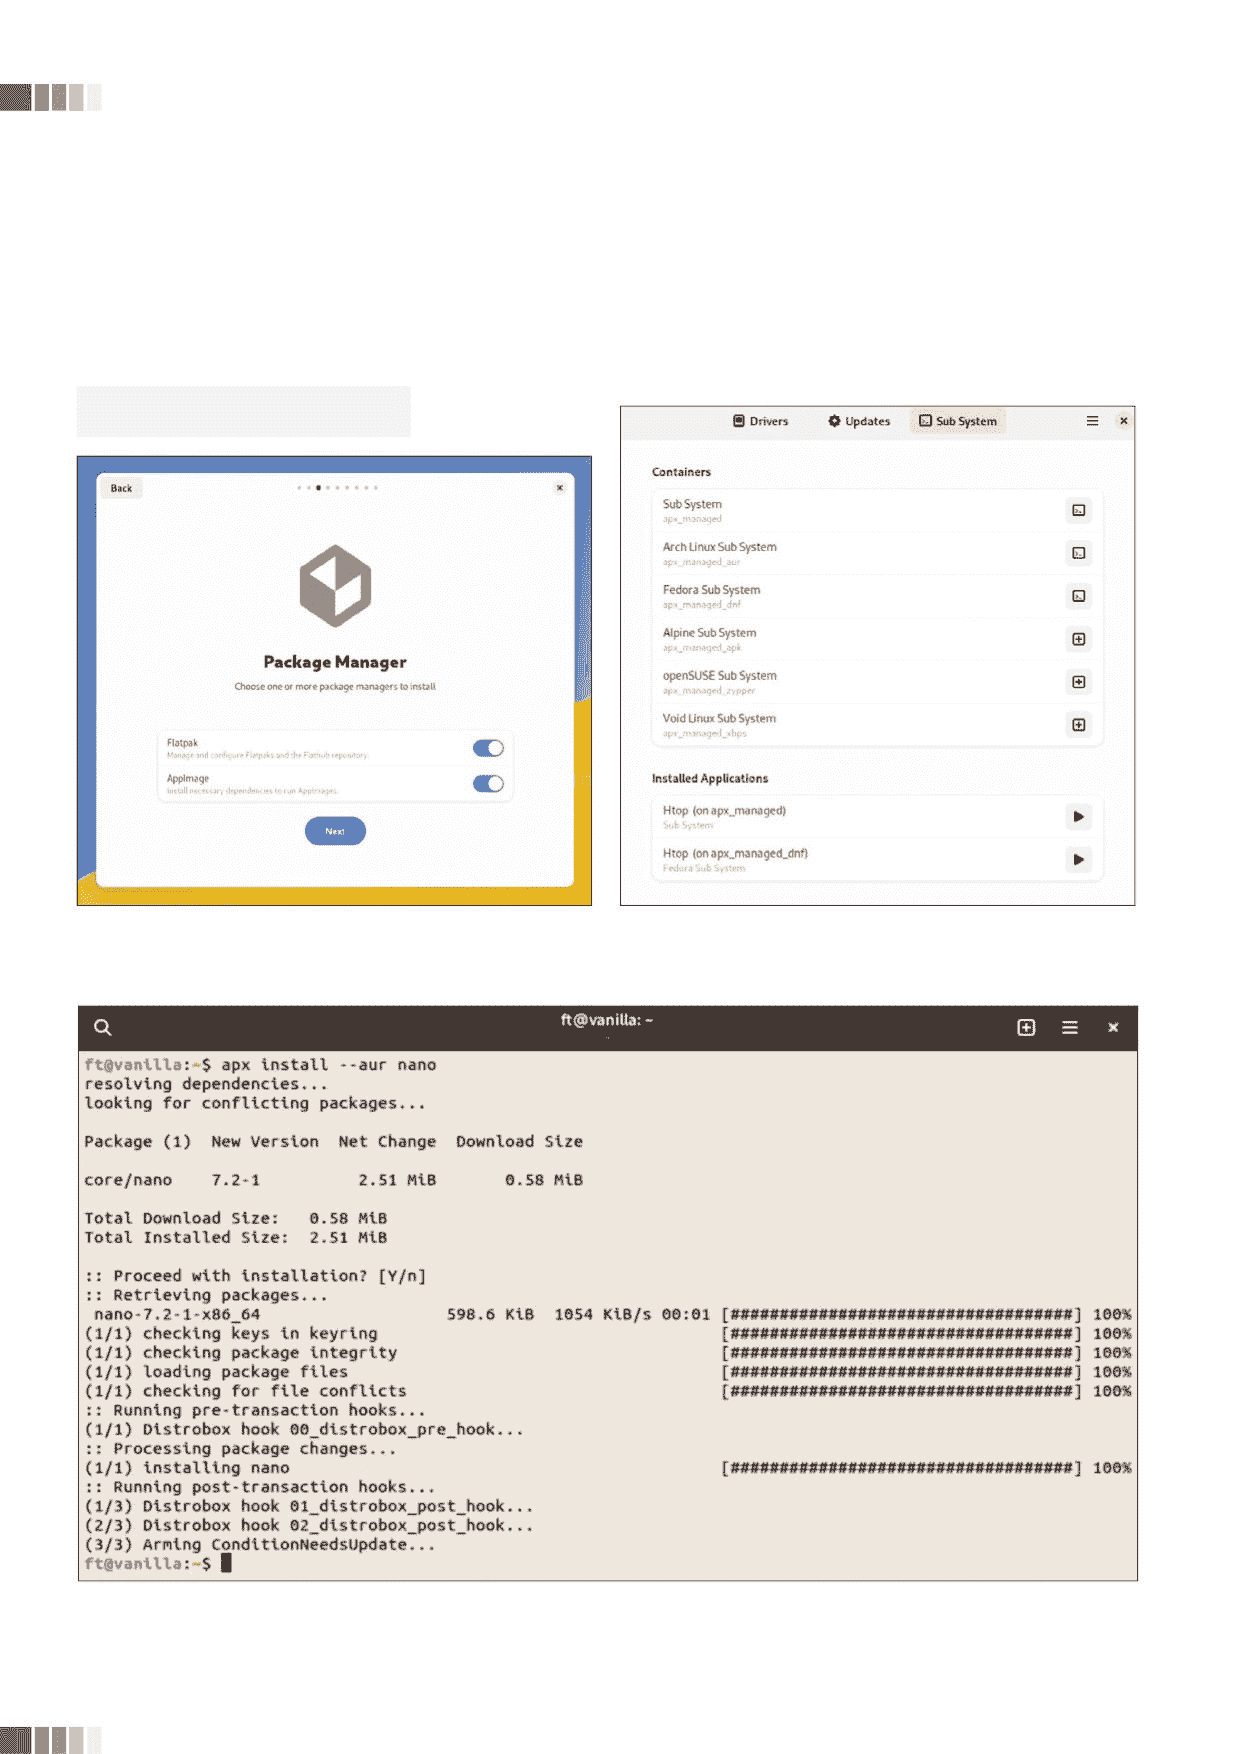 Back
Package Manager
Choose one or more package managers to install
Flatpak
Manage and configure Flatpaks and the Flathub repository.
AppImage
Install necessary dependencies to run AppImages.
Next
Drivers
Updates
Sub System
Containers
Sub System
apx_managed
Arch Linux Sub System
apx_managed_aur
Fedora Sub System
apx_managed_dnf
Alpine Sub System
apx_managed_apk
openSUSE Sub System
apx_managed_zypper
Void Linux Sub System
apx_managed_xbps
Installed Applications
Htop (on apx_managed)
Sub System
Htop (on apx_managed_dnf)
Fedora Sub System
ft@vanilla: ~
ft@vanilla:~$ apx install --aur nano
resolving dependencies...
looking for conflicting packages...
Package (1)  New Version  Net Change  Download Size
core/nano    7.2-1          2.51 MiB       0.58 MiB
Total Download Size:   0.58 MiB
Total Installed Size:  2.51 MiB
:: Proceed with installation? [Y/n]
:: Retrieving packages...
nano-7.2-1-x86_64                   598.6 KiB  1054 KiB/s 00:01 [###################################] 100%
(1/1) checking keys in keyring                                   [###################################] 100%
(1/1) checking package integrity                                 [###################################] 100%
(1/1) loading package files                                      [###################################] 100%
(1/1) checking for file conflicts                                [###################################] 100%
:: Running pre-transaction hooks...
(1/1) Distrobox hook 00_distrobox_pre_hook...
:: Processing package changes...
(1/1) installing nano                                            [###################################] 100%
:: Running post-transaction hooks...
(1/3) Distrobox hook 01_distrobox_post_hook...
(2/3) Distrobox hook 02_distrobox_post_hook...
(3/3) Arming ConditionNeedsUpdate...
ft@vanilla:~$